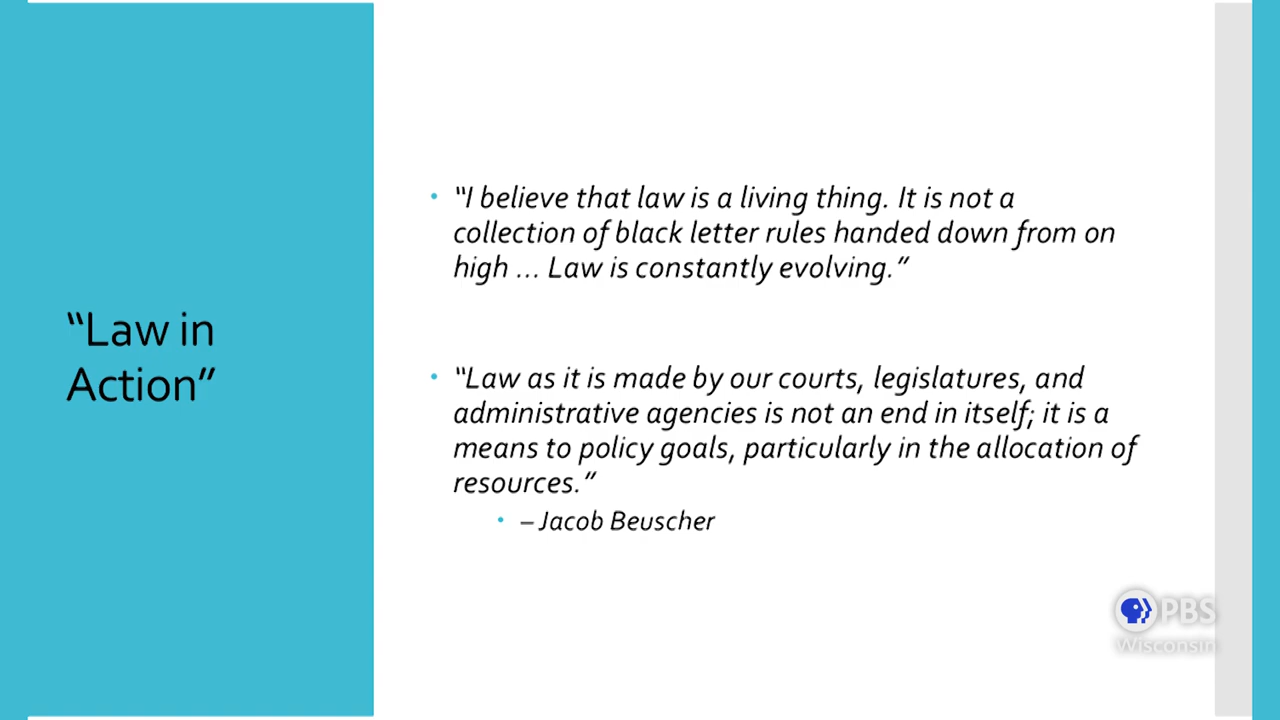 “Law in
Action”
“I believe that law is a living thing. It is not a
collection of black letter rules handed down from on
high … Law is constantly evolving.”
“Law as it is made by our courts, legislatures, and
administrative agencies is not an end in itself; it is a
means to policy goals, particularly in the allocation of
resources.”
– Jacob Beuscher
PBS
Wisconsin